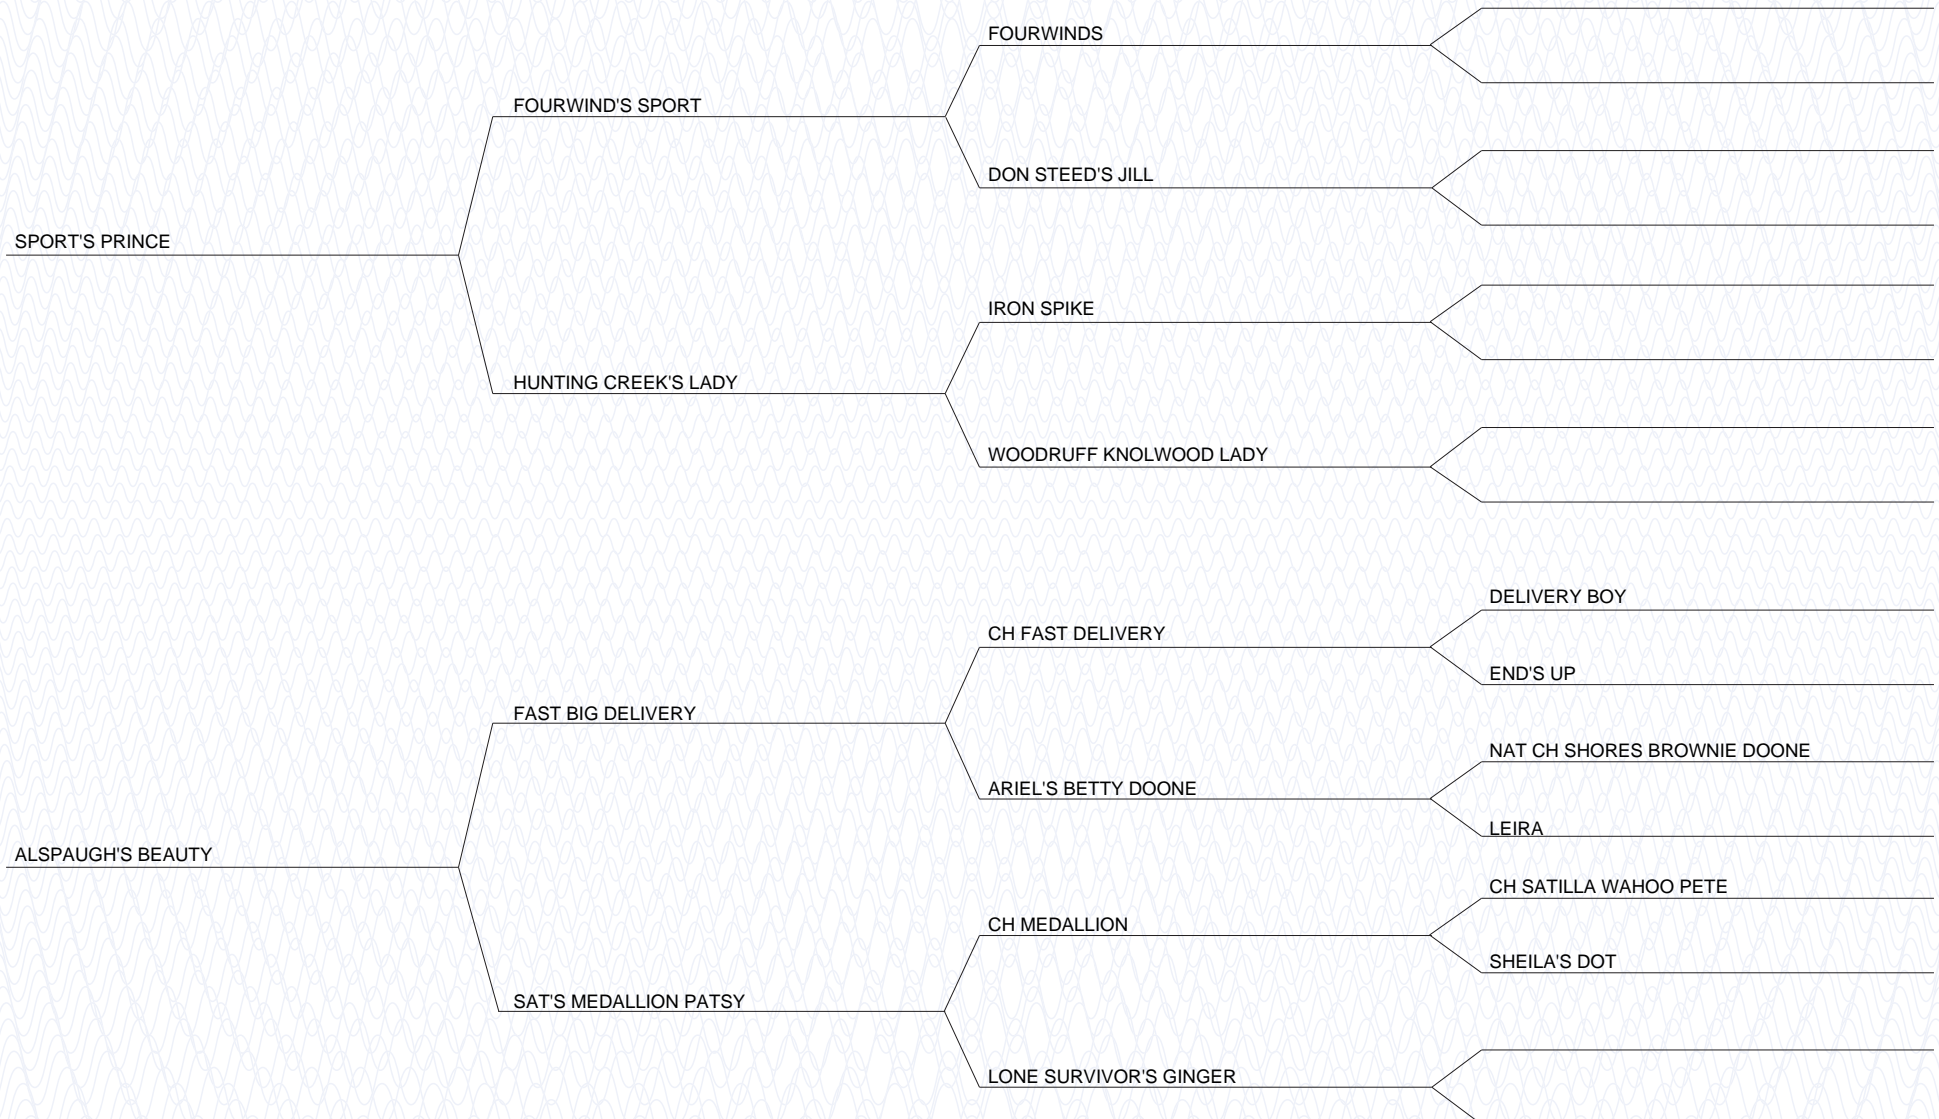 FOURWINDS
FOURWIND'S SPORT
DON STEED'S JILL
SPORT'S PRINCE
IRON SPIKE
HUNTING CREEK'S LADY
WOODRUFF KNOLWOOD LADY
DELIVERY BOY
CH FAST DELIVERY
END'S UP
FAST BIG DELIVERY
NAT CH SHORES BROWNIE DOONE
ARIEL'S BETTY DOONE
LEIRA
ALSPAUGH'S BEAUTY
CH SATILLA WAHOO PETE
CH MEDALLION
SHEILA'S DOT
SAT'S MEDALLION PATSY
LONE SURVIVOR'S GINGER